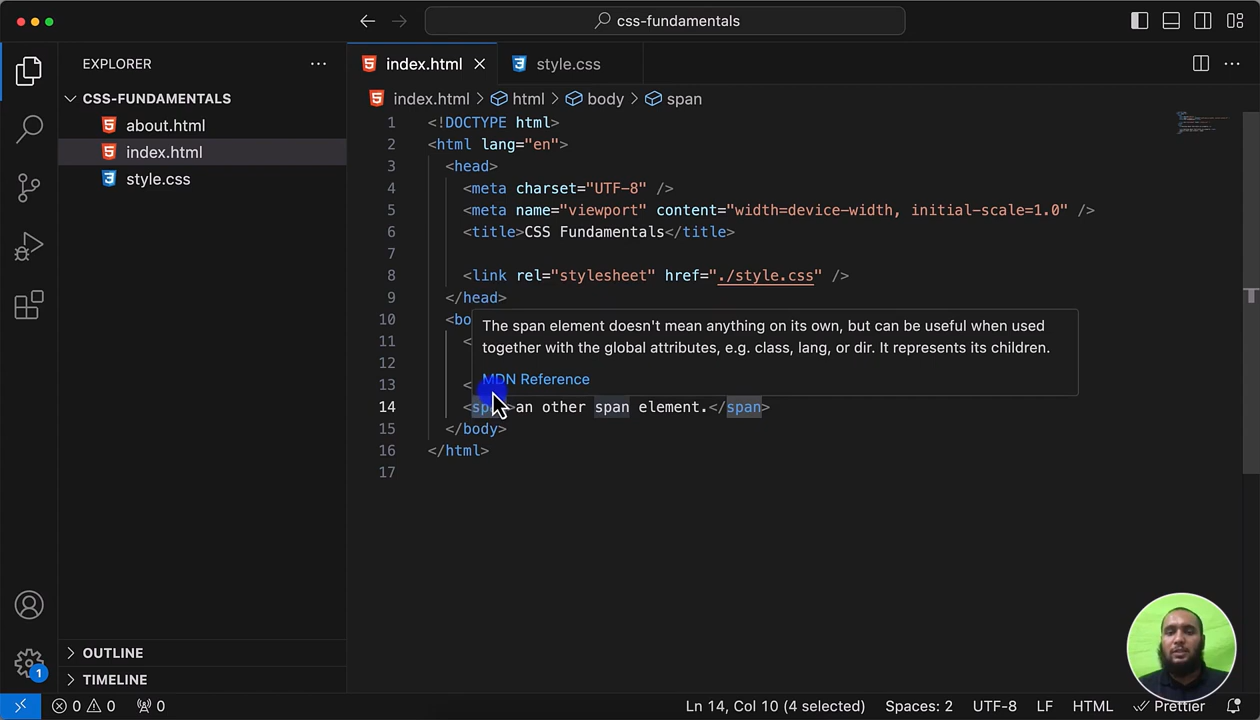 css-fundamentals
EXPLORER
CSS-FUNDAMENTALS
about.html
index.html
style.css
index.html
style.css
index.html > html > body > span
1 <!DOCTYPE html>
2 <html lang="en">
3 <head>
4 <meta charset="UTF-8" />
5 <meta name="viewport" content="width=device-width, initial-scale=1.0" />
6 <title>CSS Fundamentals</title>
7
8 <link rel="stylesheet" href="./style.css" />
9 </head>
10 <bo
11 <
12
13 <
The span element doesn't mean anything on its own, but can be useful when used
together with the global attributes, e.g. class, lang, or dir. It represents its children.
MDN Reference
14 <span>an other span element.</span>
15 </body>
16 </html>
17
OUTLINE
TIMELINE
1
0 0 0
Ln 14, Col 10 (4 selected) Spaces: 2 UTF-8 LF HTML Prettier